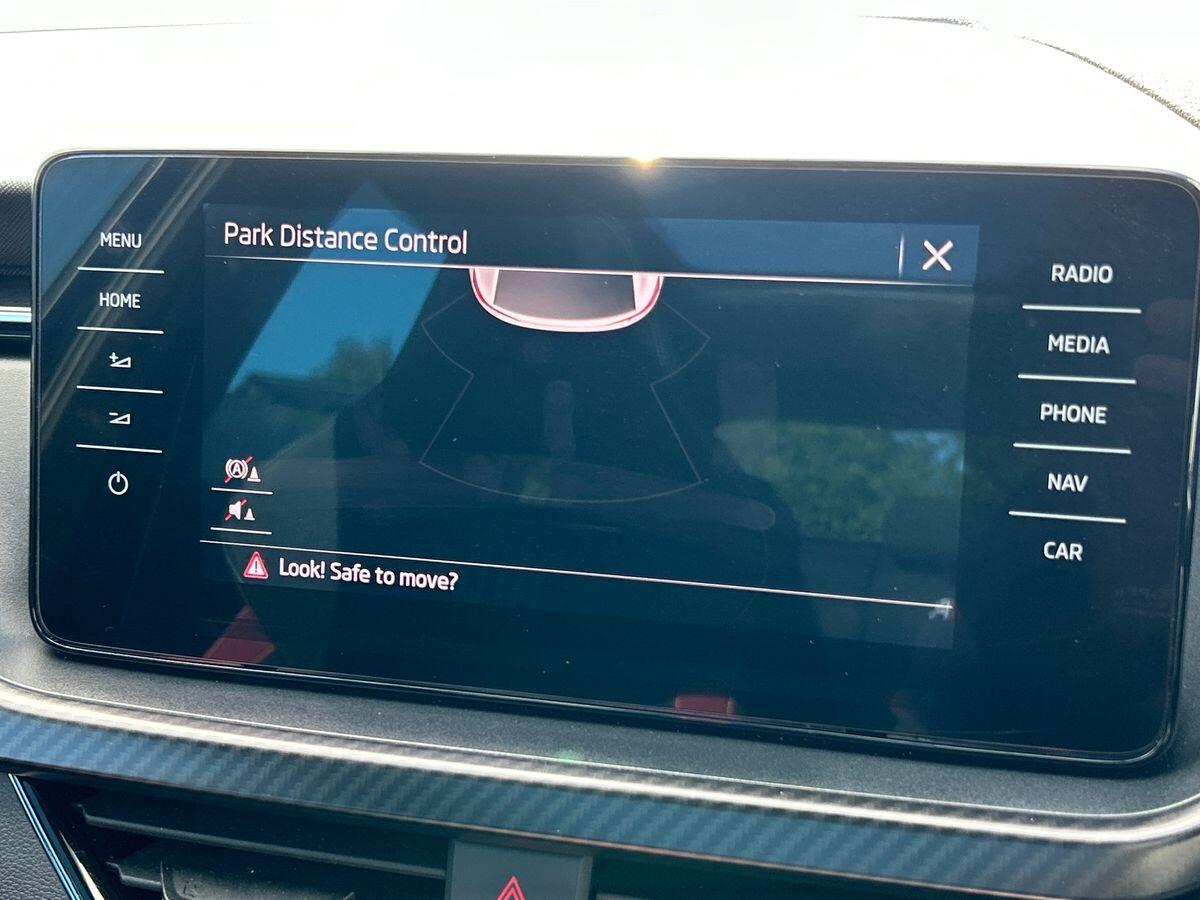 Park Distance Control
MENU
HOME
RADIO
MEDIA
PHONE
NAV
CAR
Look! Safe to move?